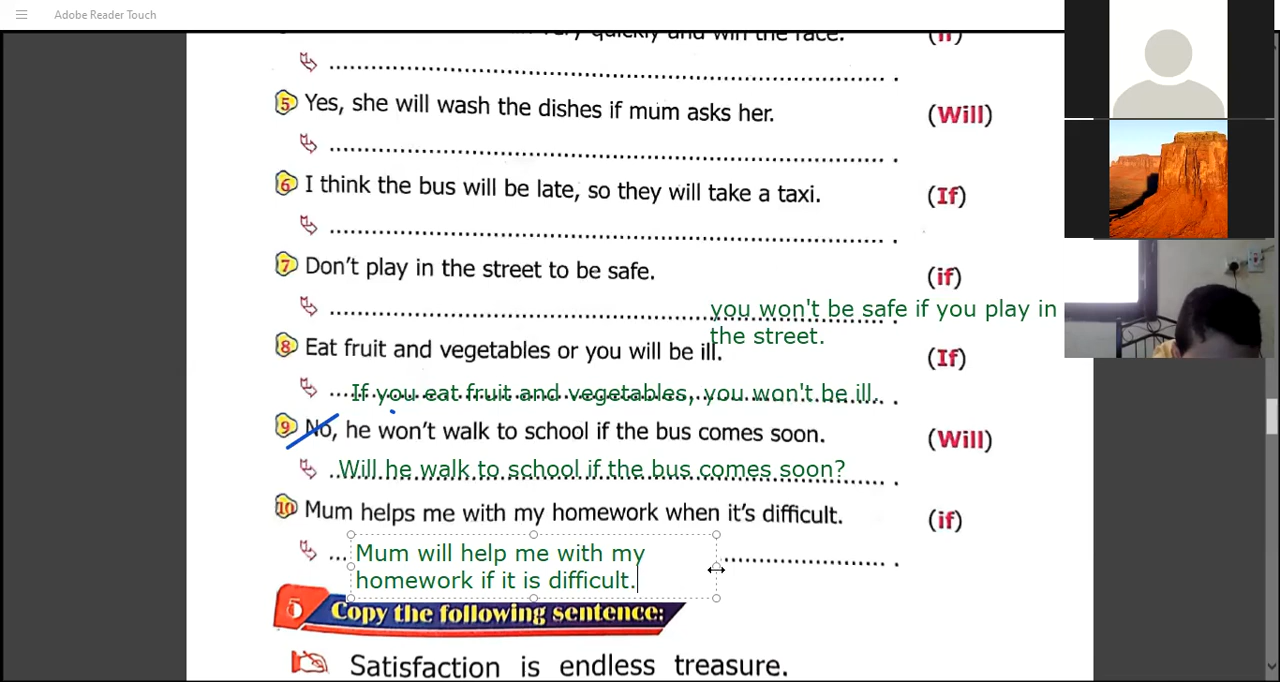 Adobe Reader Touch
very quickly and win the race. (If)
5 Yes, she will wash the dishes if mum asks her. (Will)
6 I think the bus will be late, so they will take a taxi. (If)
7 Don't play in the street to be safe. (if)
you won't be safe if you play in
the street.
8 Eat fruit and vegetables or you will be ill. (If)
If you eat fruit and vegetables, you won't be ill.
9 No, he won't walk to school if the bus comes soon. (Will)
Will he walk to school if the bus comes soon?
10 Mum helps me with my homework when it's difficult. (if)
Mum will help me with my
homework if it is difficult.
5 Copy the following sentence:
Satisfaction is endless treasure.